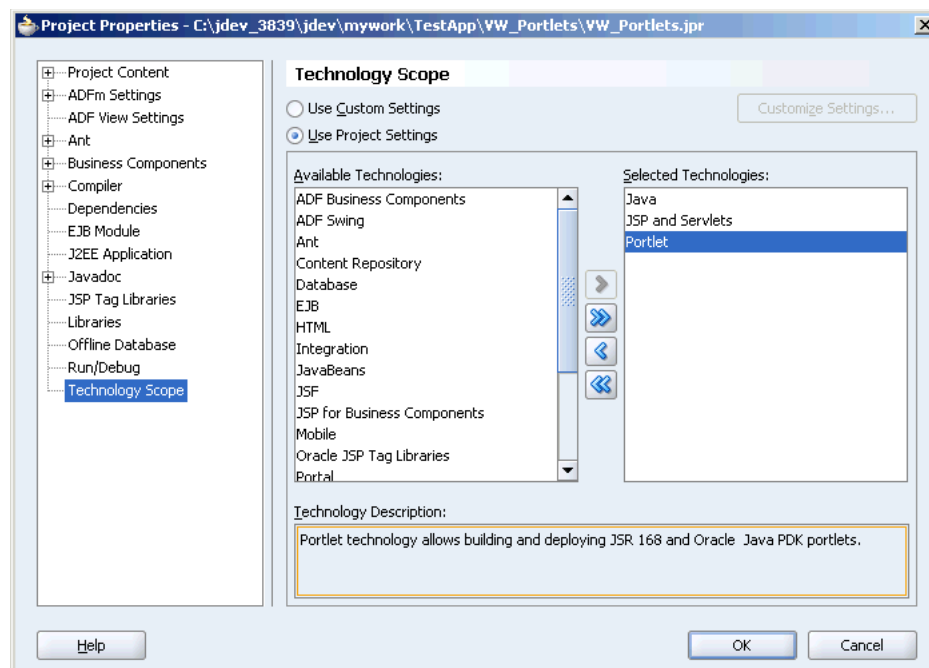 Project Properties - C:\jdev_3839\jdev\mywork\TestApp\VW_Portlets\VW_Portlets.jpr
Project Content
ADFm Settings
ADF View Settings
Ant
Business Components
Compiler
Dependencies
EJB Module
J2EE Application
Javadoc
JSP Tag Libraries
Libraries
Offline Database
Run/Debug
Technology Scope
Technology Scope
Use Custom Settings
Customize Settings...
Use Project Settings
Available Technologies:
ADF Business Components
ADF Swing
Ant
Content Repository
Database
EJB
HTML
Integration
JavaBeans
JSF
JSP for Business Components
Mobile
Oracle JSP Tag Libraries
Portal
Selected Technologies:
Java
JSP and Servlets
Portlet
Technology Description:
Portlet technology allows building and deploying JSR 168 and Oracle Java PDK portlets.
Help
OK
Cancel